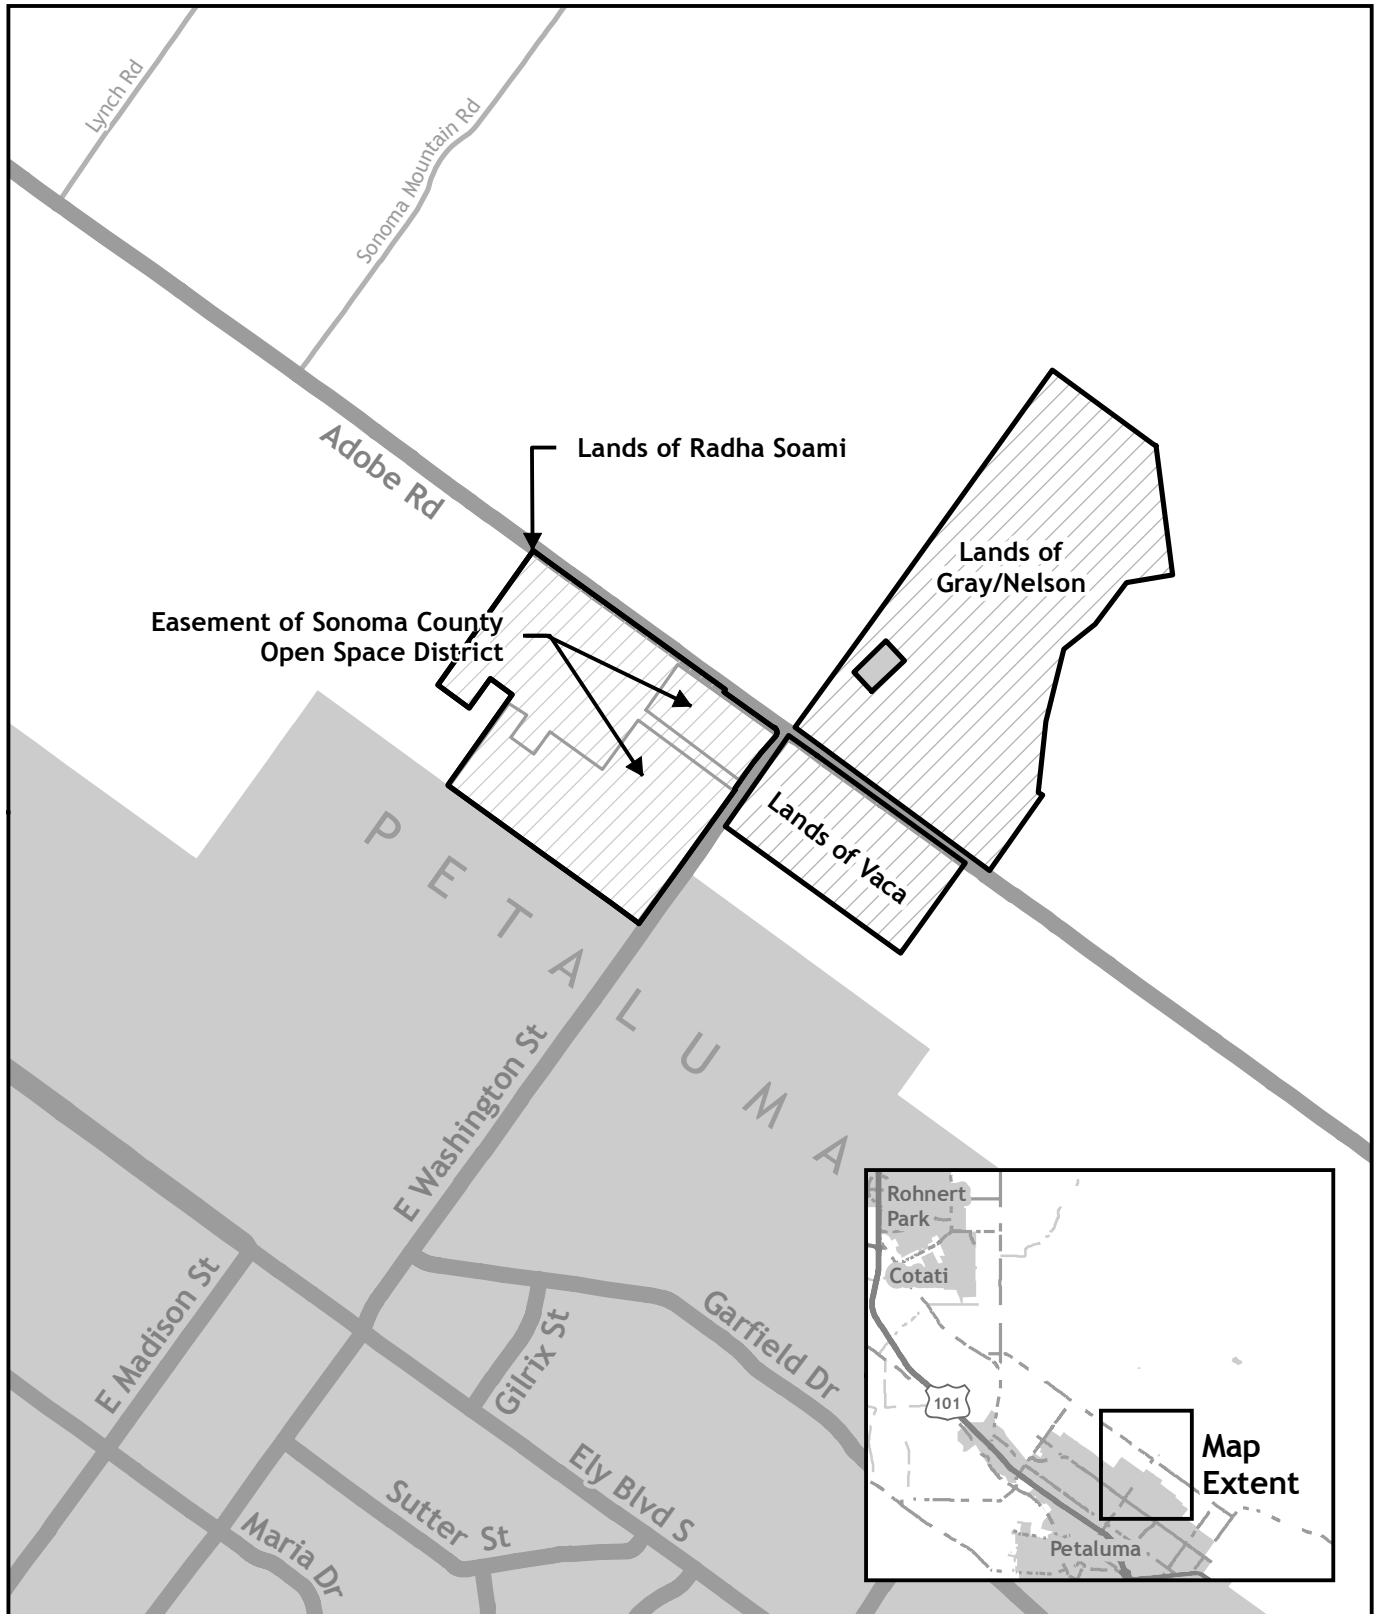 Lynch Rd
Sonoma Mountain Rd
Adobe Rd
Lands of Radha Soami
Lands of
Gray/Nelson
Easement of Sonoma County
Open Space District
Lands of Vaca
PETALUMA
E Washington St
E Madison St
Gilrix St
Garfield Dr
Ely Blvd S
Sutter St
Maria Dr
Rohnert
Park
Cotati
101
Map
Extent
Petaluma